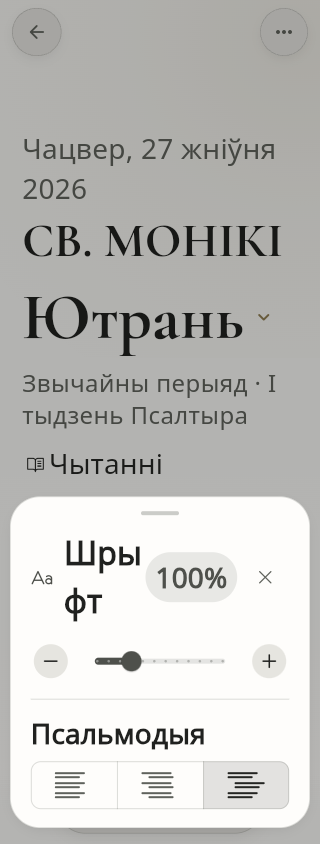 Чацвер, 27 жніўня
2026
СВ. МОНІКІ
Ютрань
Звычайны перыяд · I
тыдзень Псалтыра
Чытанні
Aa Шры
фт
100%
Псальмодыя